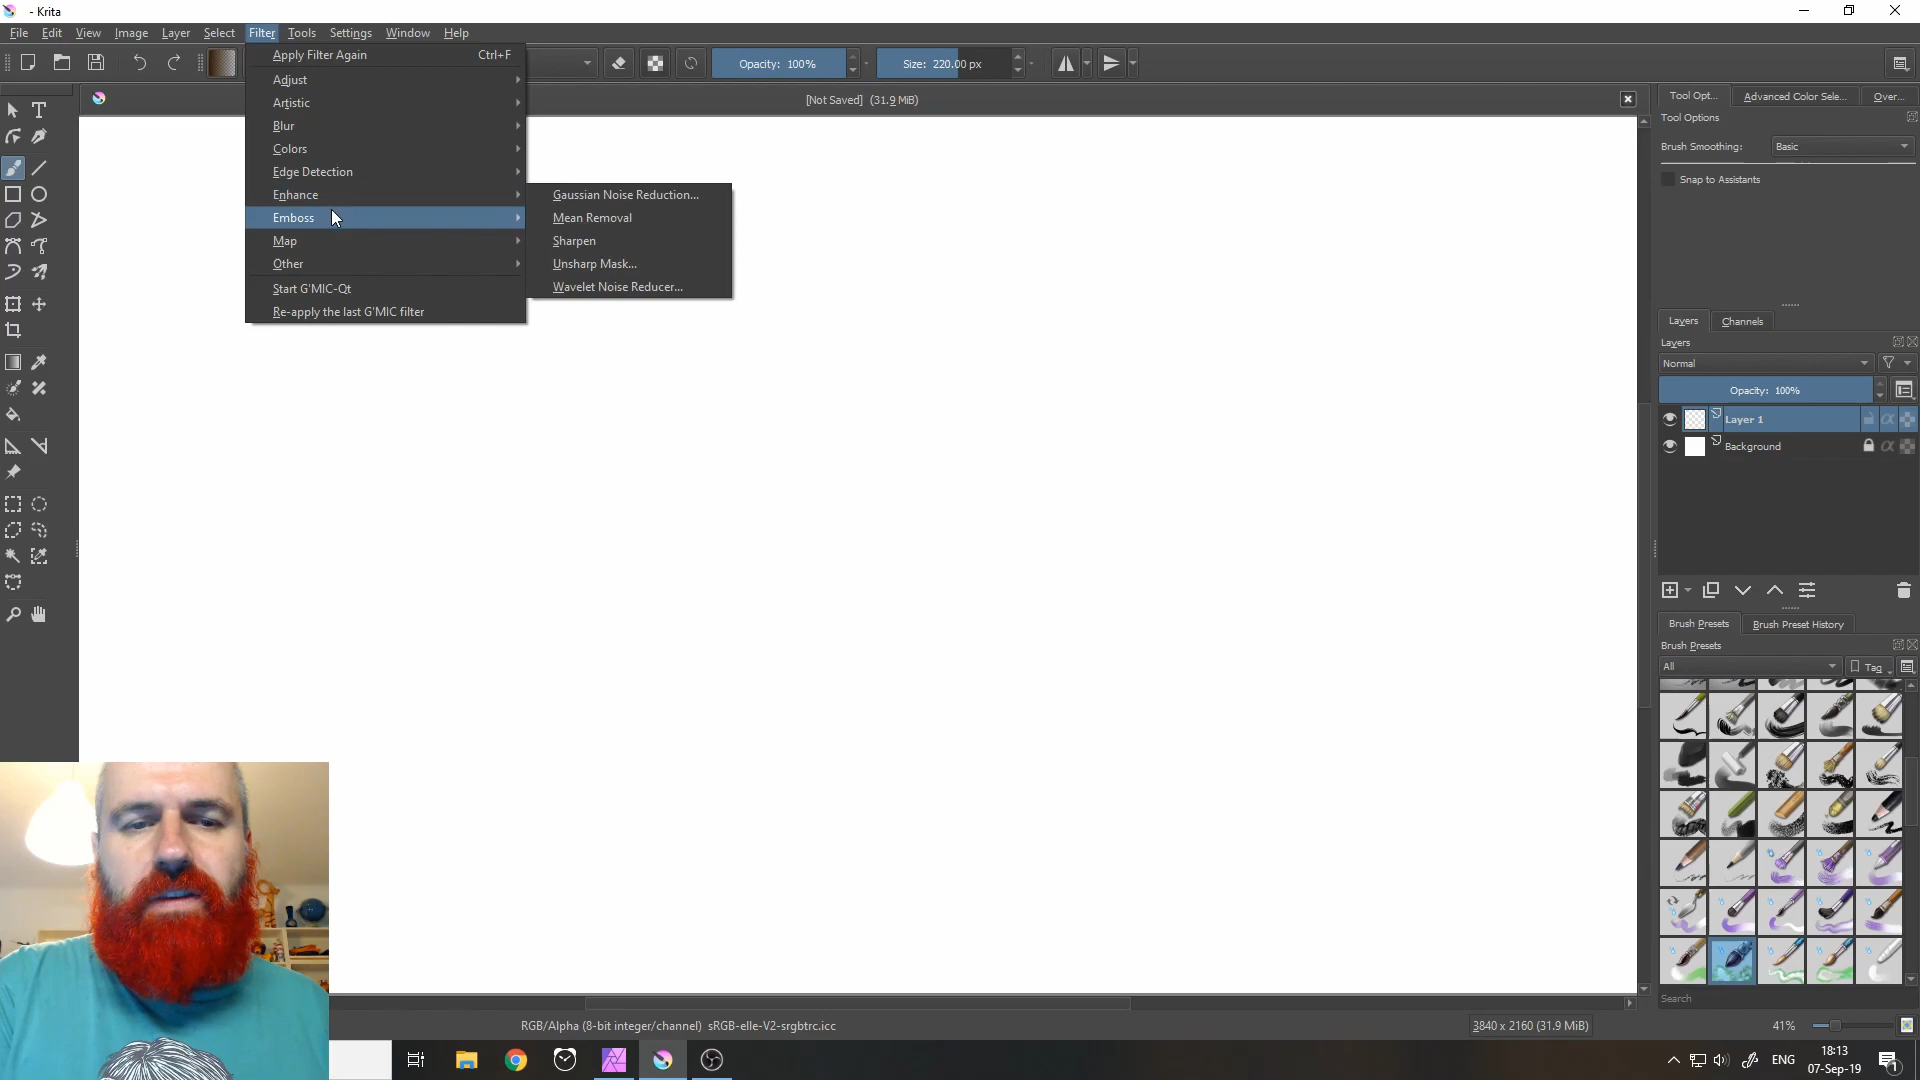 - Krita
File Edit View Image Layer Select Filter Tools Settings Window Help
Apply Filter Again Ctrl+F
Opacity: 100% Size: 220.00 px
Adjust
[Not Saved] (31.9 MiB)
Tool Opt... Advanced Color Sele... Over...
Artistic
Tool Options
Blur
Brush Smoothing: Basic
Colors
Edge Detection
Snap to Assistants
Enhance
Gaussian Noise Reduction...
Emboss
Mean Removal
Map
Sharpen
Other
Unsharp Mask...
Start G'MIC-Qt
Wavelet Noise Reducer...
Re-apply the last G'MIC filter
Layers Channels
Layers
Normal
Opacity: 100%
Layer 1
Background
Brush Presets Brush Preset History
Brush Presets
All Tag
Search
RGB/Alpha (8-bit integer/channel) sRGB-elle-V2-srgbtrc.icc
3840 x 2160 (31.9 MiB)
41%
ENG
18:13
07-Sep-19
1